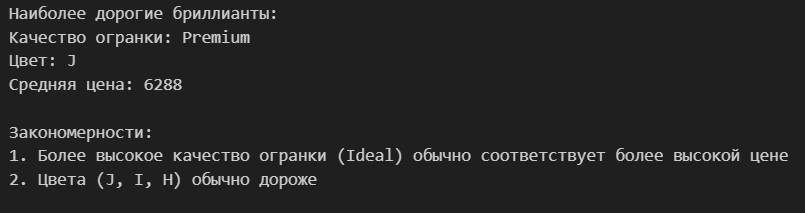 Наиболее дорогие бриллианты:
Качество огранки: Premium
Цвет: J
Средняя цена: 6288
Закономерности:
1. Более высокое качество огранки (Ideal) обычно соответствует более высокой цене
2. Цвета (J, I, H) обычно дороже